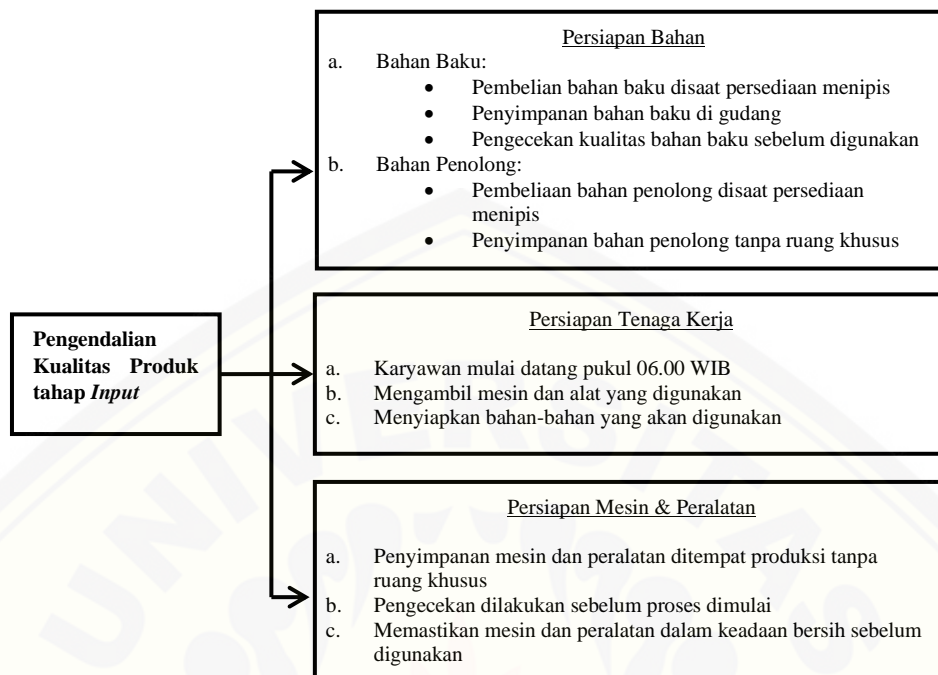 Persiapan Bahan
a. Bahan Baku:
• Pembelian bahan baku disaat persediaan menipis
• Penyimpanan bahan baku di gudang
• Pengecekan kualitas bahan baku sebelum digunakan
b. Bahan Penolong:
• Pembeliaan bahan penolong disaat persediaan
menipis
• Penyimpanan bahan penolong tanpa ruang khusus
Pengendalian
Kualitas Produk
tahap Input
Persiapan Tenaga Kerja
a. Karyawan mulai datang pukul 06.00 WIB
b. Mengambil mesin dan alat yang digunakan
c. Menyiapkan bahan-bahan yang akan digunakan
Persiapan Mesin & Peralatan
a. Penyimpanan mesin dan peralatan ditempat produksi tanpa
ruang khusus
b. Pengecekan dilakukan sebelum proses dimulai
c. Memastikan mesin dan peralatan dalam keadaan bersih sebelum
digunakan
UNIVERSITAS